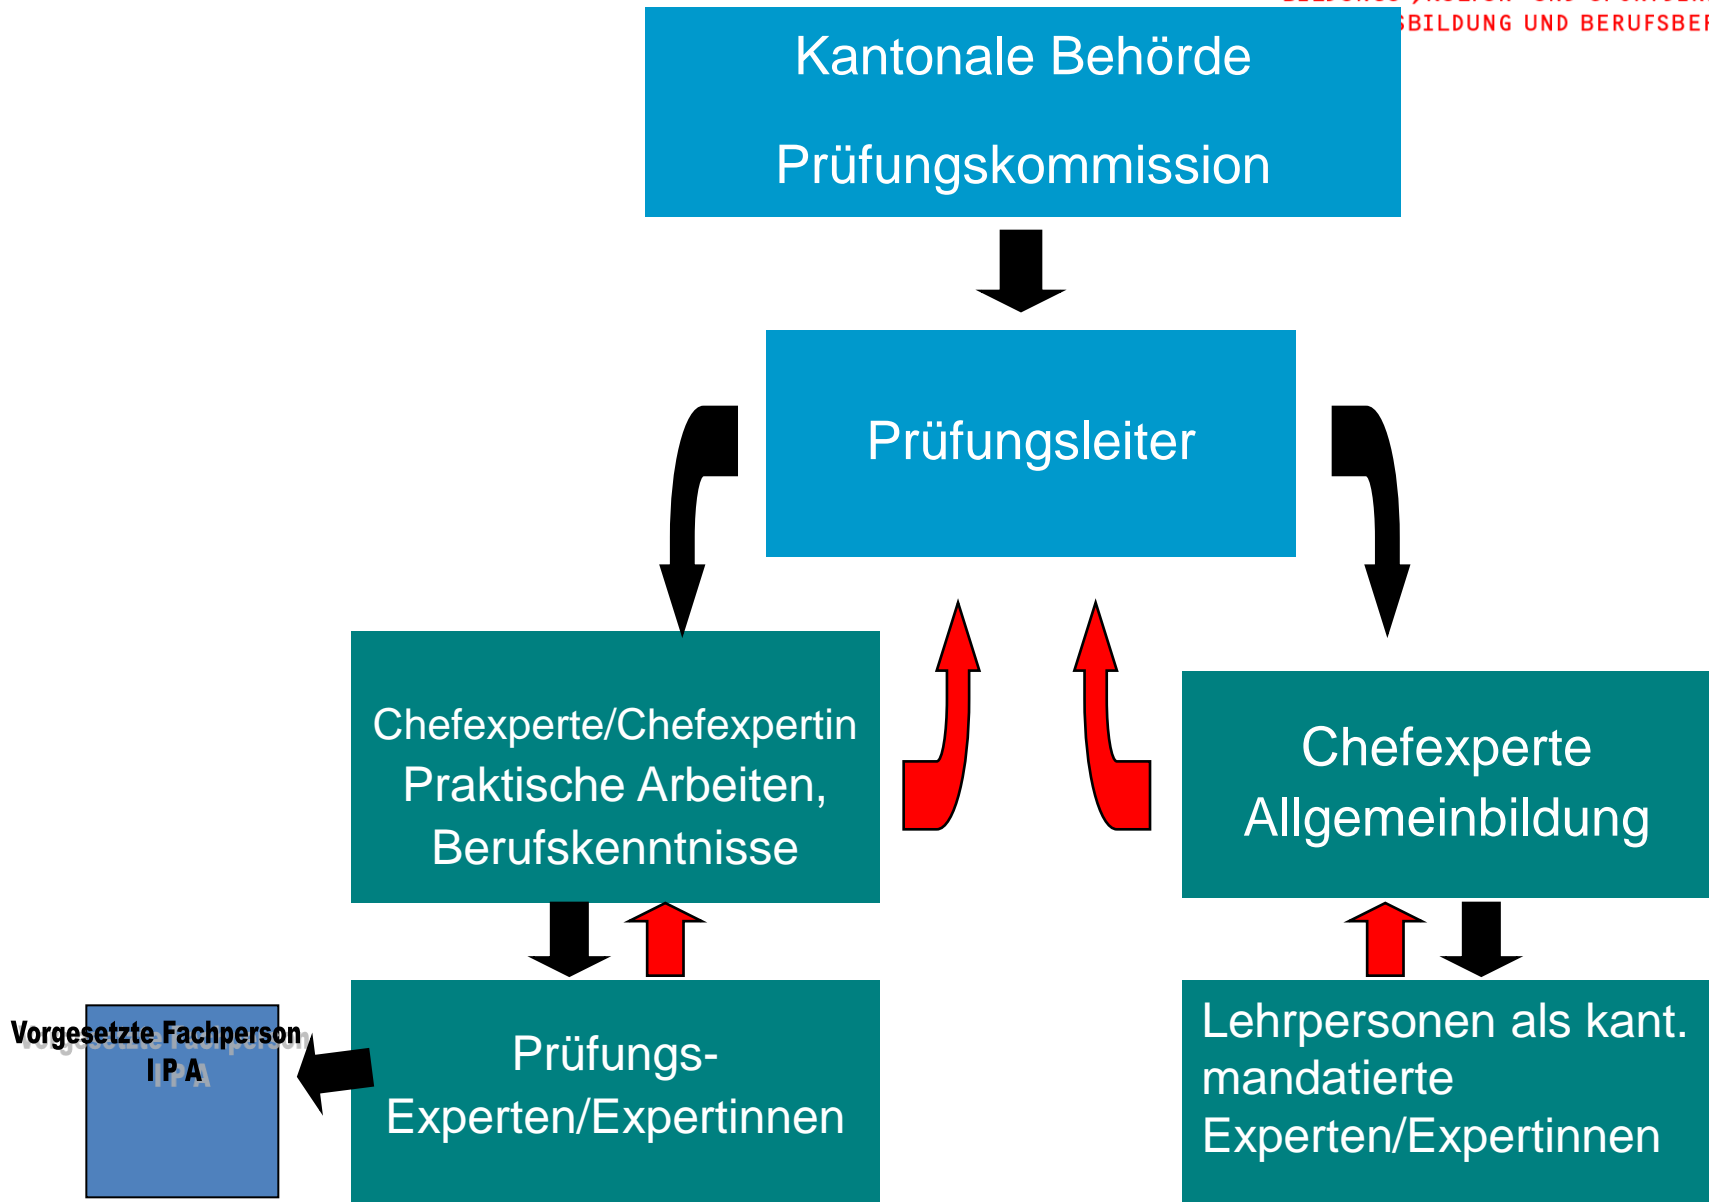 SBILDUNG UND BERUFSBE
Kantonale Behörde
Prüfungskommission
Prüfungsleiter
Chefexperte/Chefexpertin
Praktische Arbeiten,
Berufskenntnisse
Chefexperte
Allgemeinbildung
Vorgesetzte Fachperson
I P A
Prüfungs-
Experten/Expertinnen
Lehrpersonen als kant.
mandatierte
Experten/Expertinnen